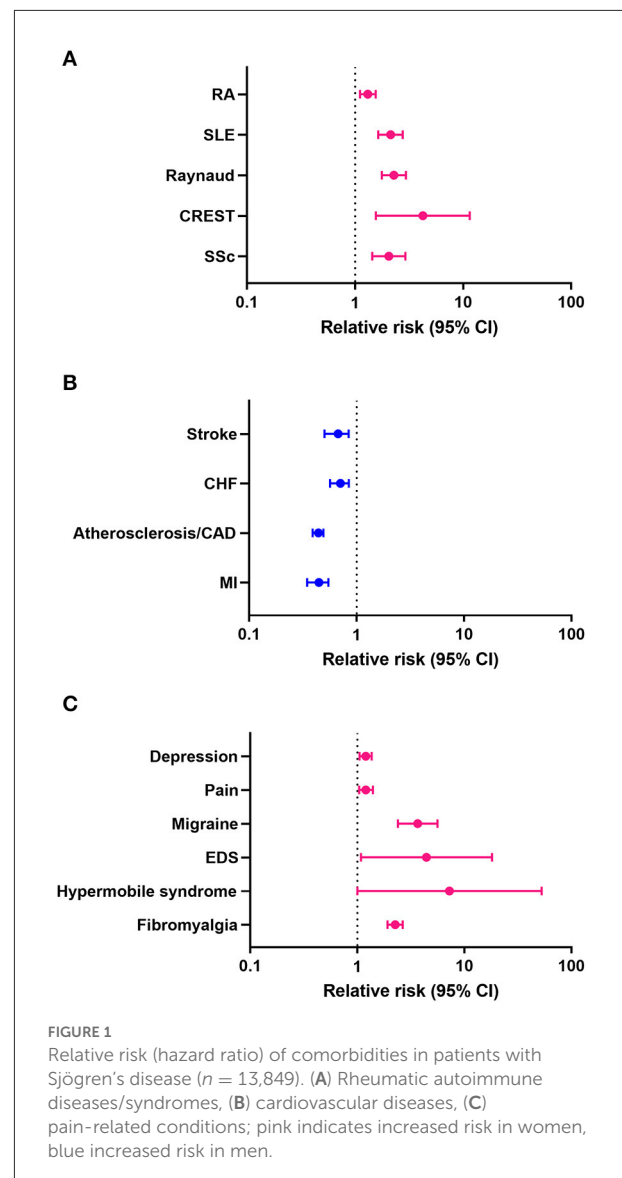 A
RA
SLE
Raynaud
CREST
SSc
0.1 1 10 100
Relative risk (95% CI)
B
Stroke
CHF
Atherosclerosis/CAD
MI
0.1 1 10 100
Relative risk (95% CI)
C
Depression
Pain
Migraine
EDS
Hypermobile syndrome
Fibromyalgia
0.1 1 10 100
Relative risk (95% CI)
FIGURE 1
Relative risk (hazard ratio) of comorbidities in patients with
Sjögren's disease (n = 13,849). (A) Rheumatic autoimmune
diseases/syndromes, (B) cardiovascular diseases, (C)
pain-related conditions; pink indicates increased risk in women,
blue increased risk in men.